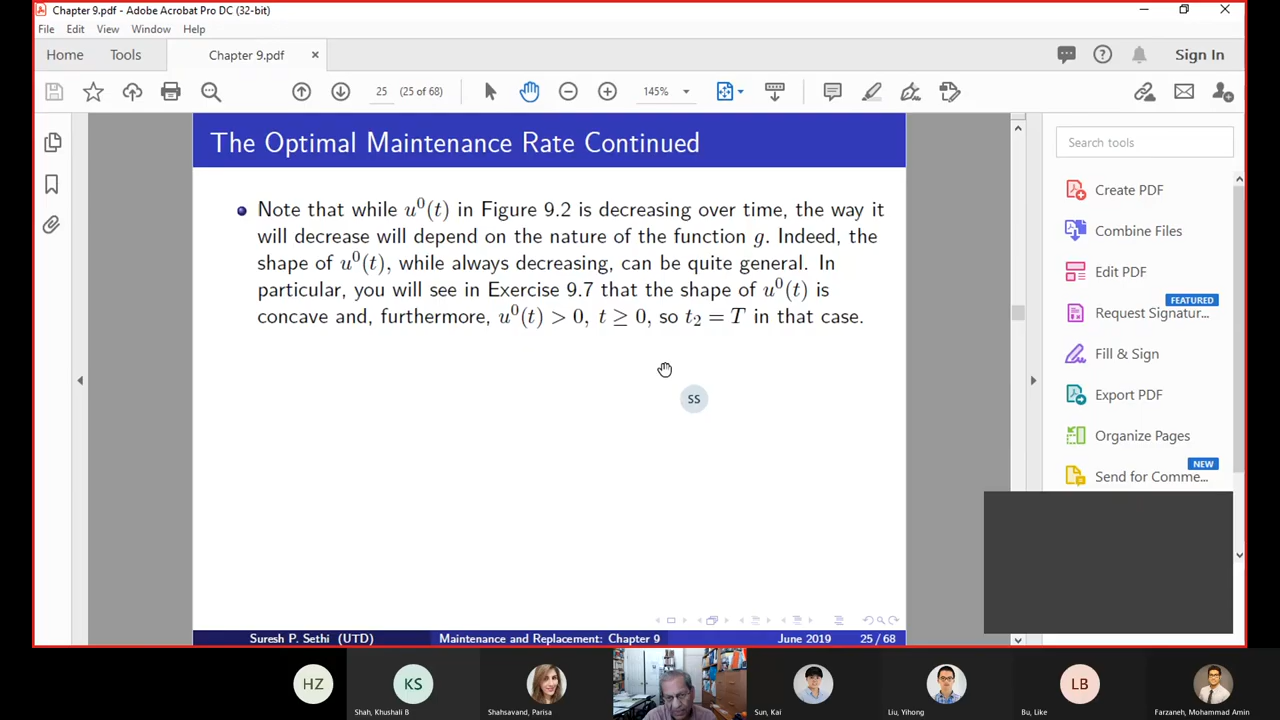 Chapter 9.pdf - Adobe Acrobat Pro DC (32-bit)
File Edit View Window Help
Home Tools Chapter 9.pdf × Sign In
25 (25 of 68) 145%
The Optimal Maintenance Rate Continued
Note that while u⁰(t) in Figure 9.2 is decreasing over time, the way it
will decrease will depend on the nature of the function g. Indeed, the
shape of u⁰(t), while always decreasing, can be quite general. In
particular, you will see in Exercise 9.7 that the shape of u⁰(t) is
concave and, furthermore, u⁰(t) > 0, t ≥ 0, so t₂ = T in that case.
SS
Suresh P. Sethi (UTD) Maintenance and Replacement: Chapter 9 June 2019 25 / 68
Search tools
Create PDF
Combine Files
Edit PDF
FEATURED
Request Signatur...
Fill & Sign
Export PDF
Organize Pages
NEW
Send for Comme...
HZ KS LB
Shah, Khushali B Shahsavand, Parisa Sun, Kai Liu, Yihong Bu, Like Farzaneh, Mohammad Amin